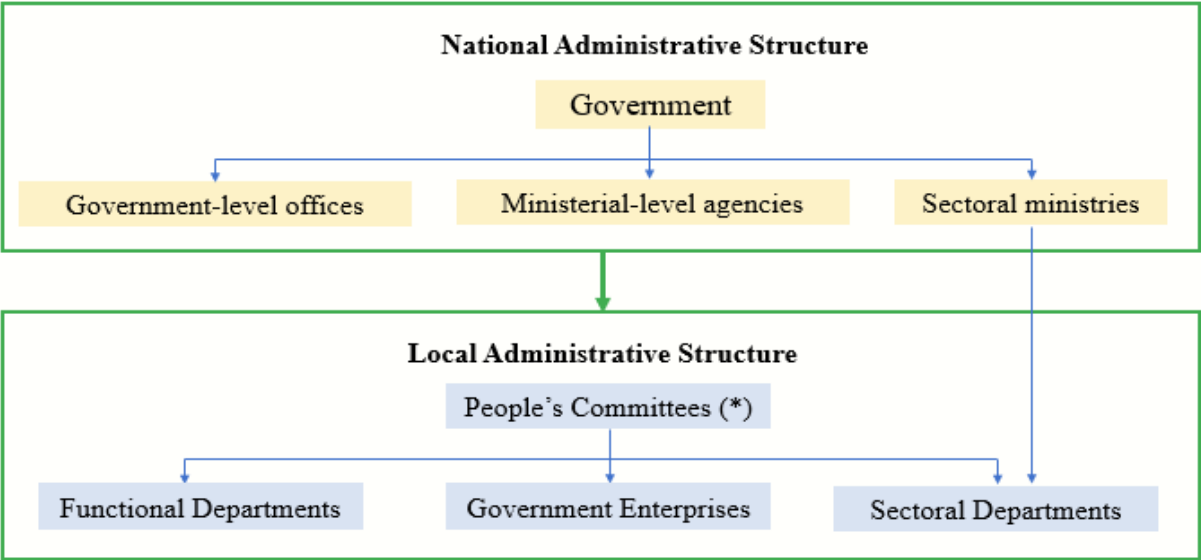 National Administrative Structure
Government
Government-level offices
Ministerial-level agencies
Sectoral ministries
Local Administrative Structure
People’s Committees (*)
Functional Departments
Government Enterprises
Sectoral Departments